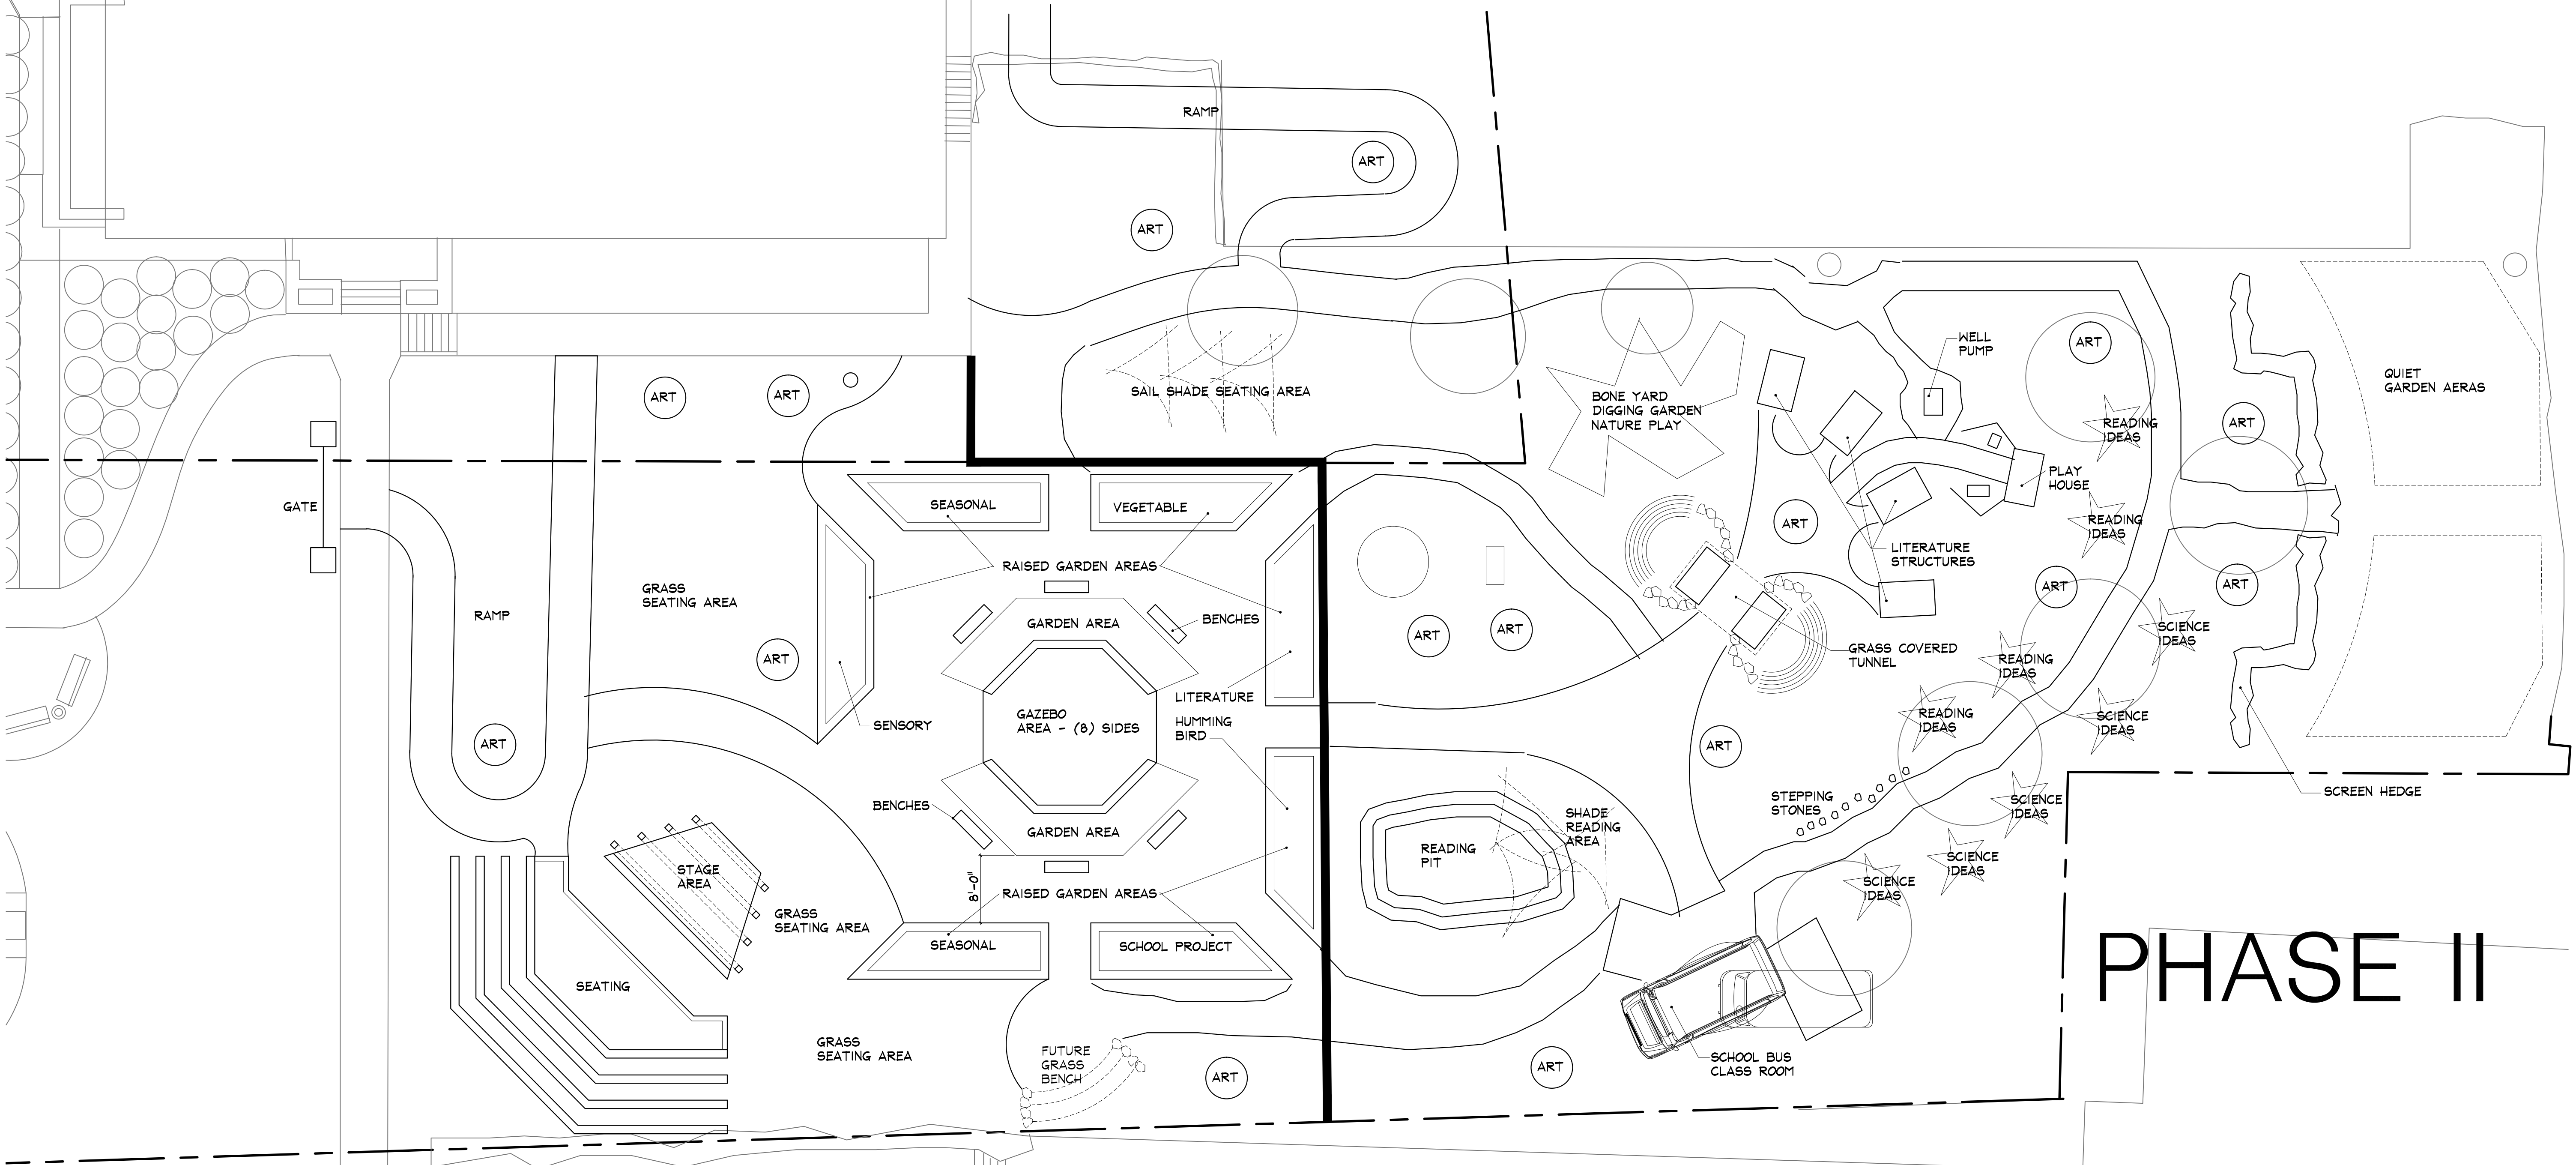 RAMP
ART
ART
WELL
PUMP
ART
SAIL SHADE SEATING AREA
ART
ART
BONE YARD
DIGGING GARDEN
NATURE PLAY
QUIET
GARDEN AERAS
READING
IDEAS
ART
PLAY
HOUSE
GATE
SEASONAL
VEGETABLE
ART
READING
IDEAS
LITERATURE
STRUCTURES
RAISED GARDEN AREAS
GRASS
SEATING AREA
ART
ART
RAMP
GARDEN AREA
BENCHES
ART
ART
SCIENCE
IDEAS
ART
GRASS COVERED
TUNNEL
READING
IDEAS
LITERATURE
SENSORY
GAZEBO
AREA - (8) SIDES
HUMMING
BIRD
READING
IDEAS
SCIENCE
IDEAS
ART
ART
SCREEN HEDGE
STEPPING
STONES
SCIENCE
IDEAS
BENCHES
GARDEN AREA
SHADE
READING
AREA
READING
PIT
SCIENCE
IDEAS
STAGE
AREA
8'-0"
RAISED GARDEN AREAS
SCIENCE
IDEAS
GRASS
SEATING AREA
SEASONAL
SCHOOL PROJECT
PHASE II
SEATING
GRASS
SEATING AREA
FUTURE
GRASS
BENCH
ART
ART
SCHOOL BUS
CLASS ROOM